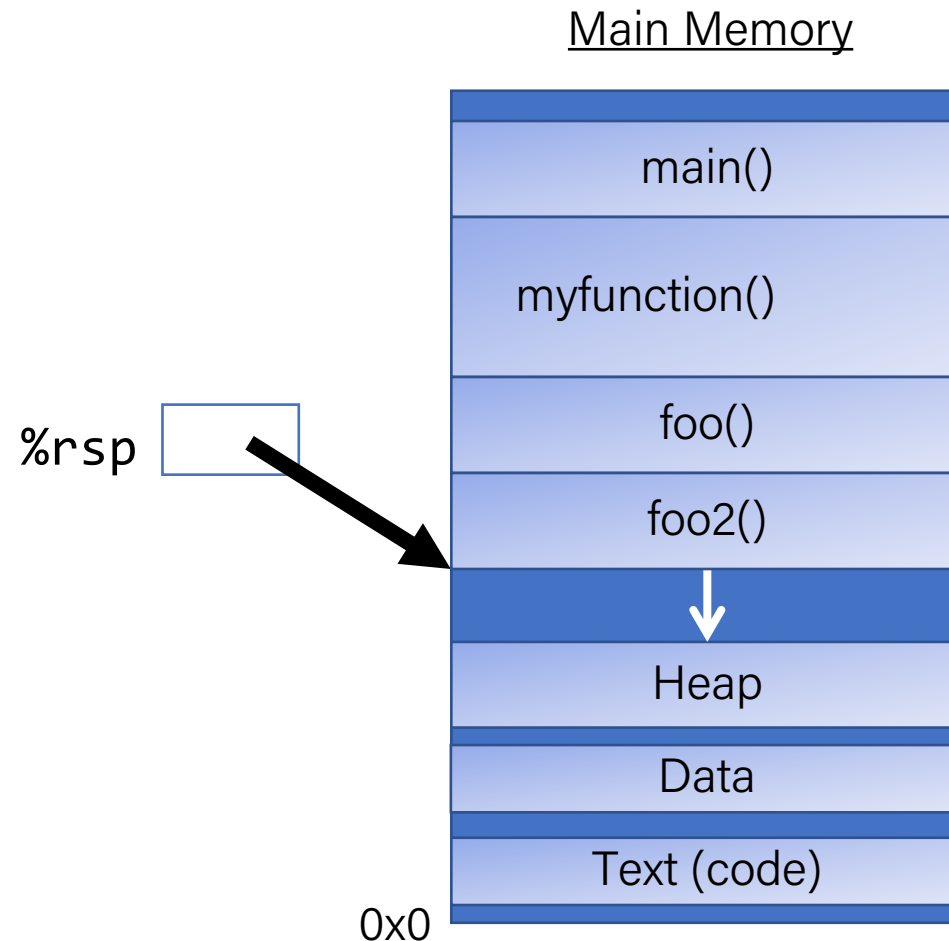 Main Memory
main()
myfunction()
foo()
%rsp
foo2()
Heap
Data
Text (code)
0x0